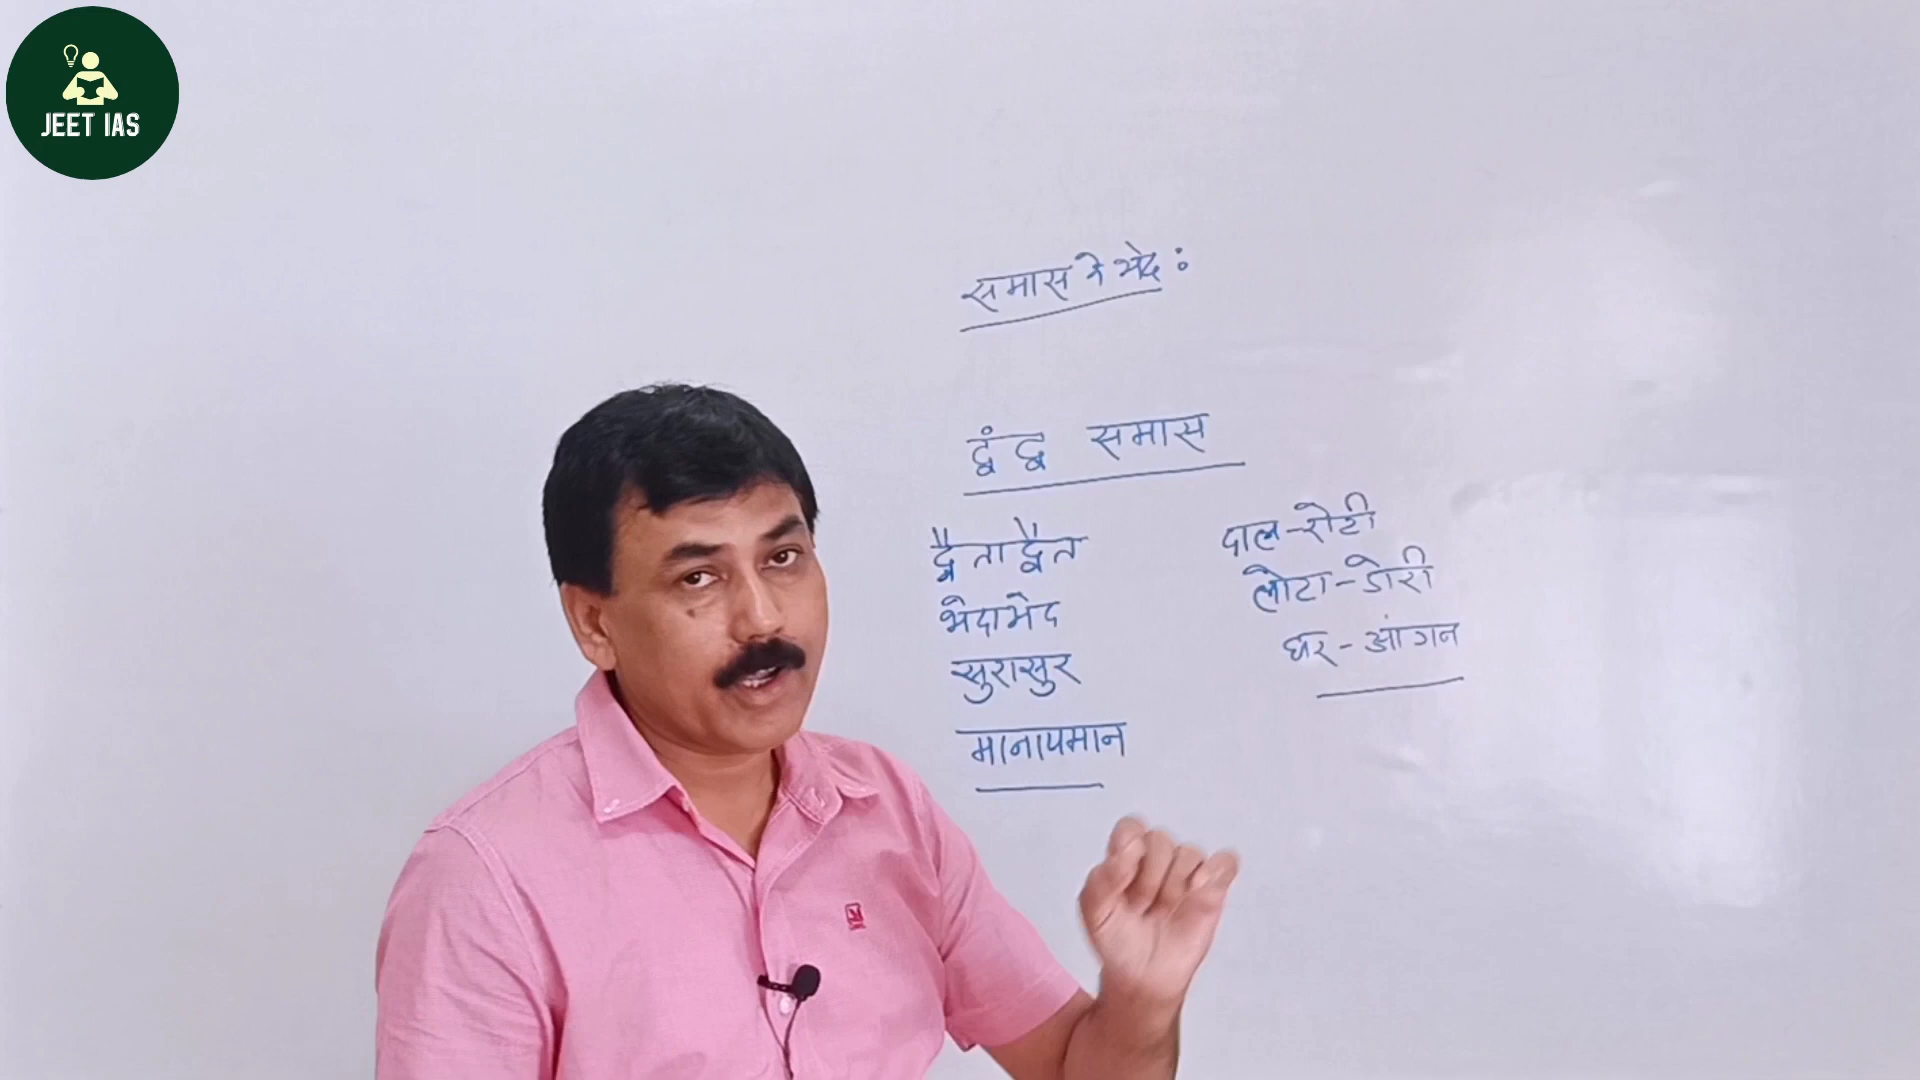 JEET IAS
समास के भेद :
द्वंद्व समास
द्वैताद्वैत
भेदाभेद
सुरासुर
मानापमान
दाल-रोटी
लोटा-डोरी
घर-आंगन